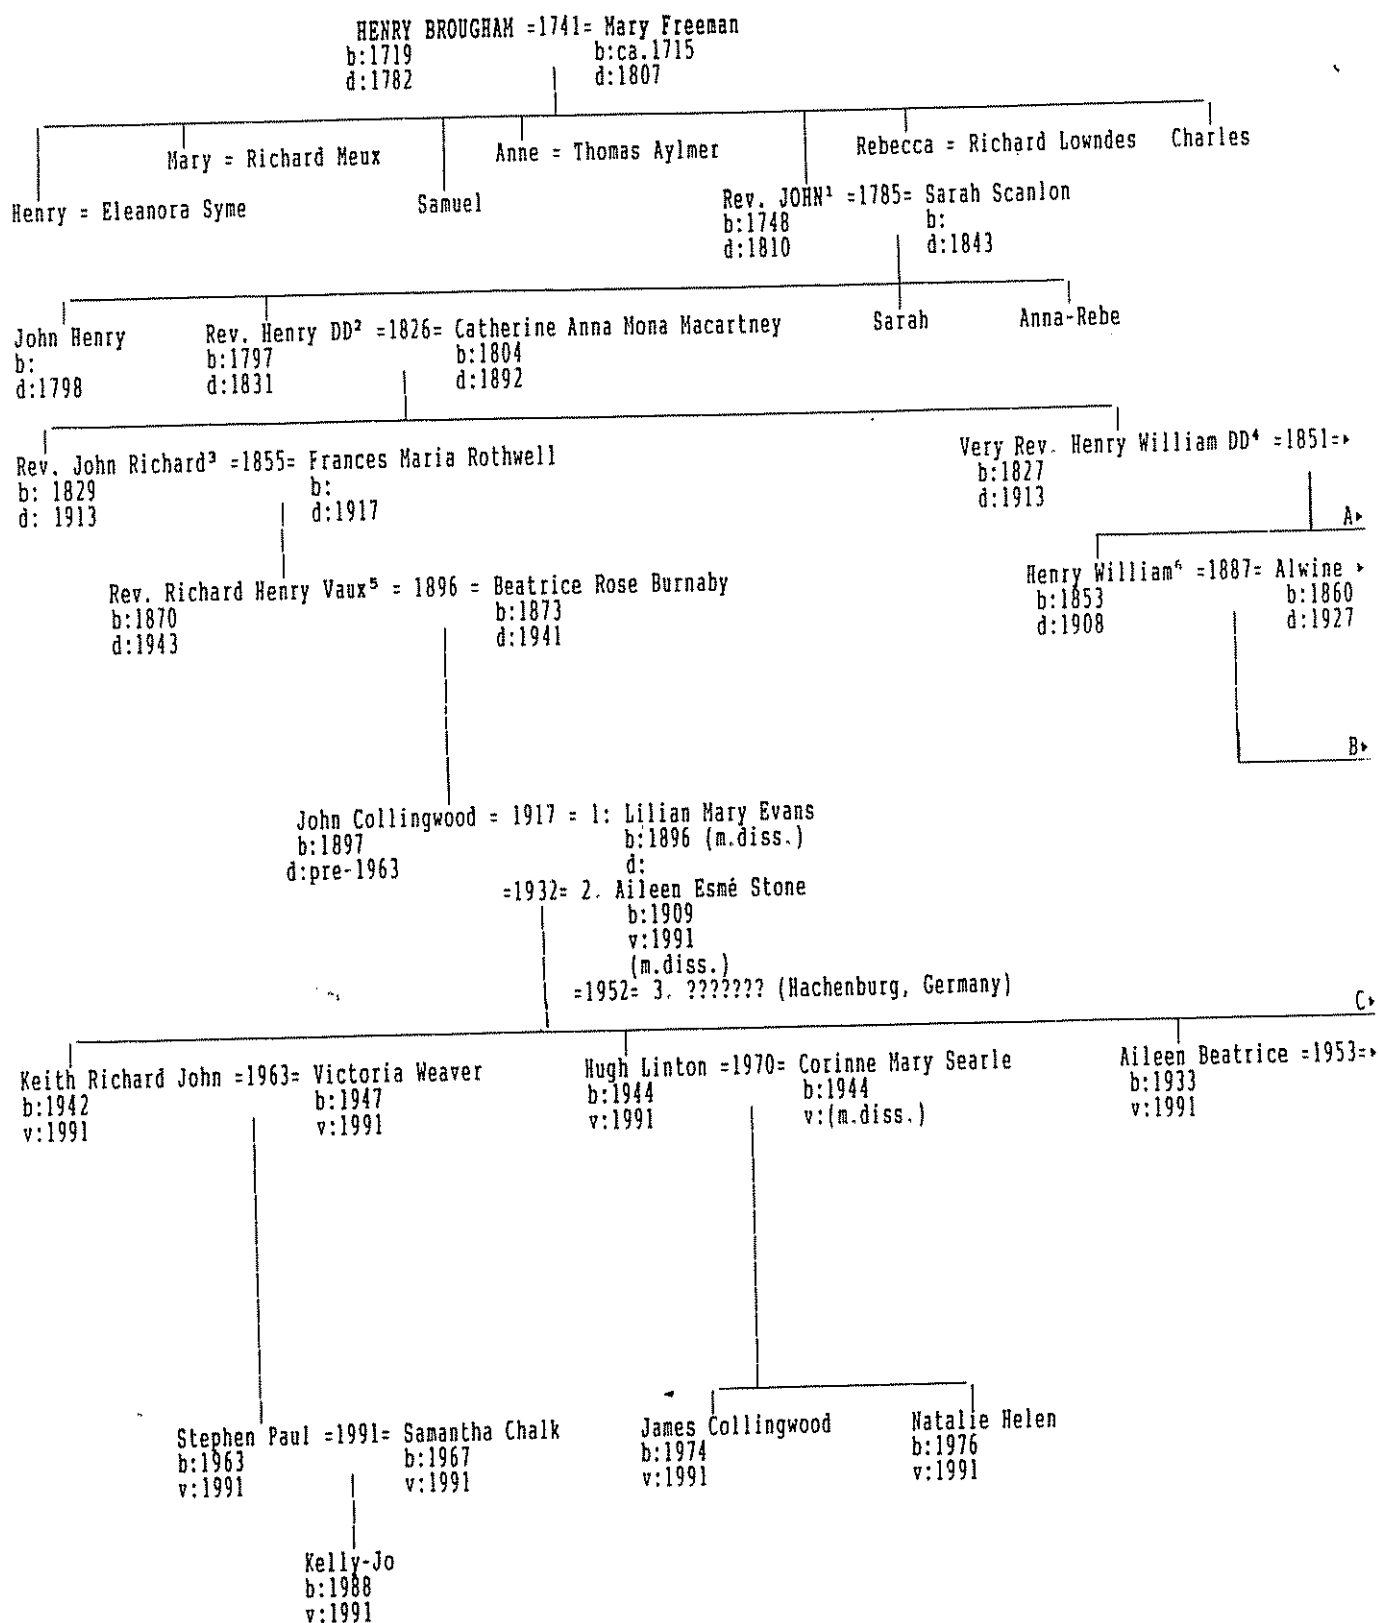 HENRY BROUGHAM =1741= Mary Freeman
b:1719 b:ca.1715
d:1782 d:1807
Mary = Richard Meux Anne = Thomas Aylmer Rebecca = Richard Lowndes Charles
Henry = Eleanora Syme Samuel Rev. JOHN¹ =1785= Sarah Scanlon
b:1748 b:
d:1810 d:1843
John Henry Rev. Henry DD² =1826= Catherine Anna Mona Macartney Sarah Anna-Rebe
b: b:1797 b:1804
d:1798 d:1831 d:1892
Rev. John Richard³ =1855= Frances Maria Rothwell Very Rev. Henry William DD⁴ =1851=▸
b: 1829 b: b:1827
d: 1913 d:1917 d:1913
A▸
Rev. Richard Henry Vaux⁵ = 1896 = Beatrice Rose Burnaby Henry William⁶ =1887= Alwine ▸
b:1870 b:1873 b:1853 b:1860
d:1943 d:1941 d:1908 d:1927
B▸
John Collingwood = 1917 = 1: Lilian Mary Evans
b:1897 b:1896 (m.diss.)
d:pre-1963 d:
=1932= 2. Aileen Esmé Stone
b:1909
v:1991
(m.diss.)
=1952= 3. ??????? (Hachenburg, Germany)
C▸
Keith Richard John =1963= Victoria Weaver Hugh Linton =1970= Corinne Mary Searle Aileen Beatrice =1953=▸
b:1942 b:1947 b:1944 b:1944 b:1933
v:1991 v:1991 v:1991 v:(m.diss.) v:1991
Stephen Paul =1991= Samantha Chalk James Collingwood Natalie Helen
b:1963 b:1967 b:1974 b:1976
v:1991 v:1991 v:1991 v:1991
Kelly-Jo
b:1988
v:1991